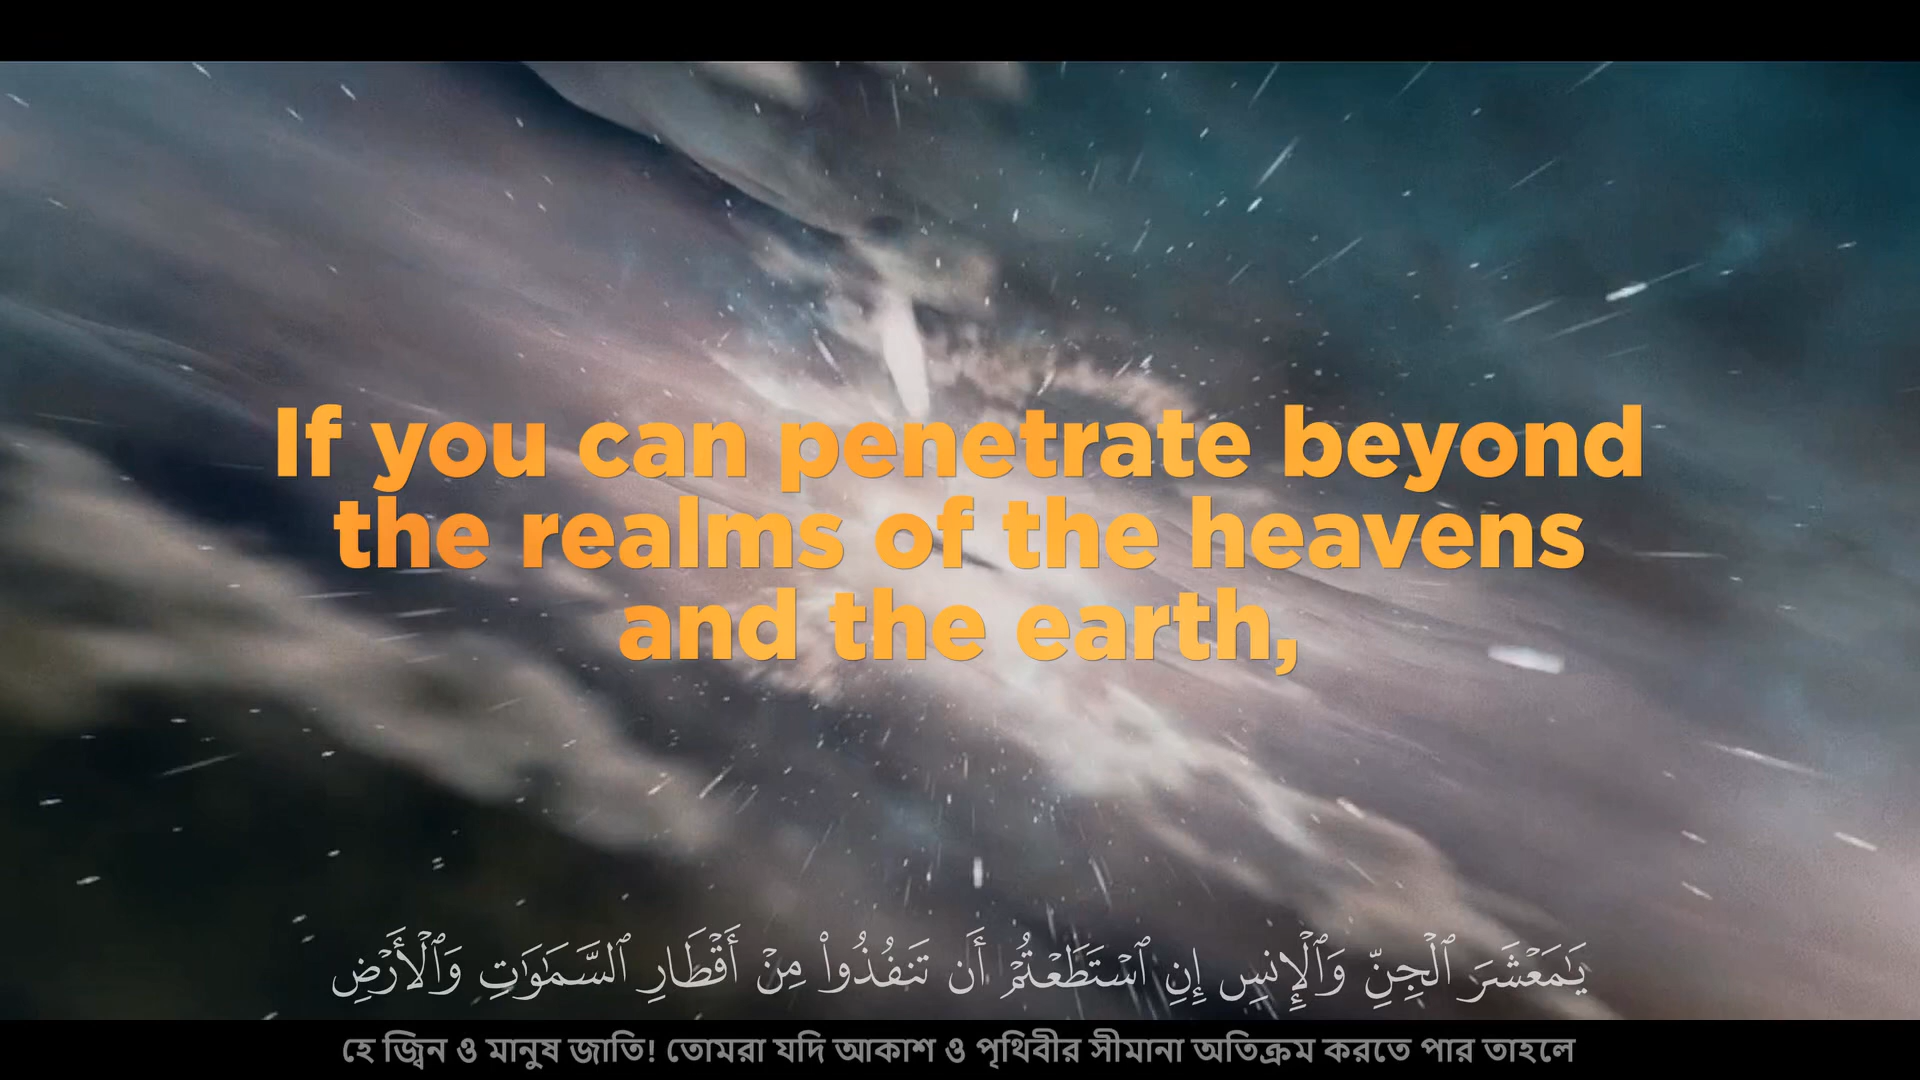 If you can penetrate beyond
the realms of the heavens
and the earth,
يَـٰمَعْشَرَ ٱلْجِنِّ وَٱلْإِنسِ إِنِ ٱسْتَطَعْتُمْ أَن تَنفُذُوا۟ مِنْ أَقْطَارِ ٱلسَّمَـٰوَٰتِ وَٱلْأَرْضِ
হে জ্বিন ও মানুষ জাতি! তোমরা যদি আকাশ ও পৃথিবীর সীমানা অতিক্রম করতে পার তাহলে